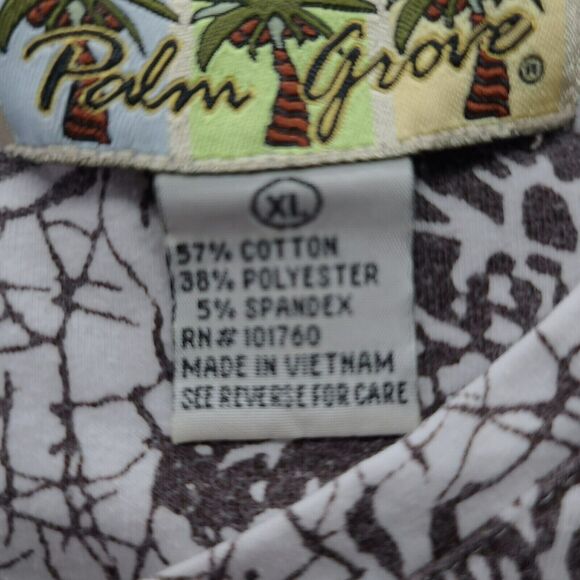 Palm Grove®
XL
57% COTTON
38% POLYESTER
5% SPANDEX
RN# 101760
MADE IN VIETNAM
SEE REVERSE FOR CARE